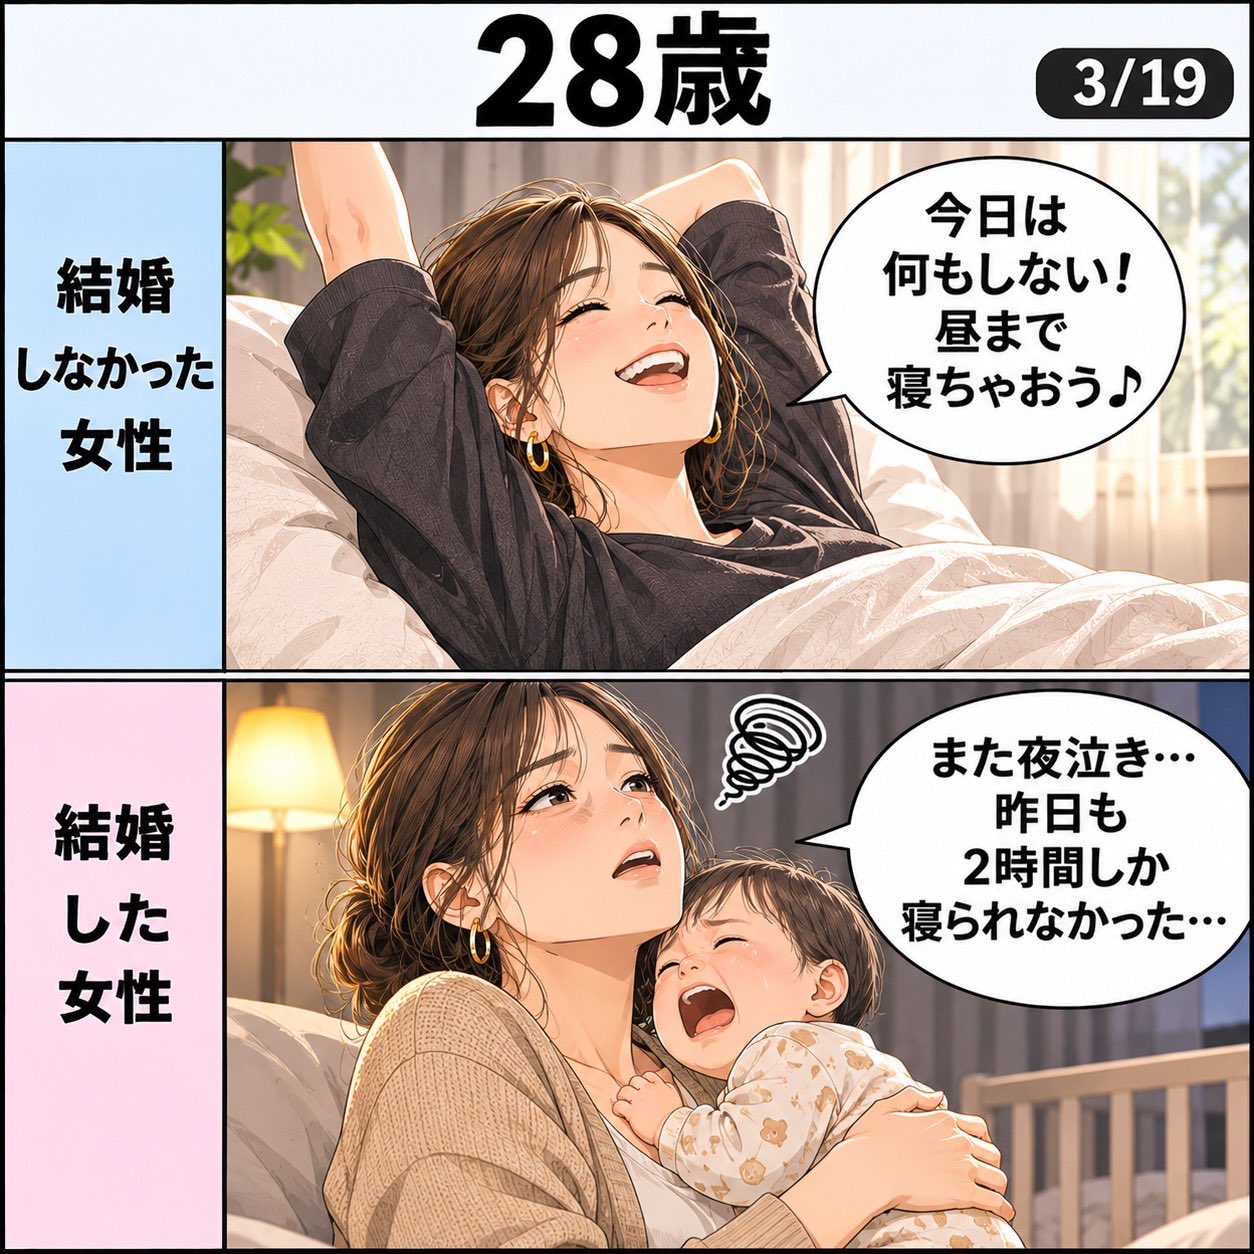 28歳
3/19
結婚
しなかった
女性
今日は
何もしない!
昼まで
寝ちゃおう♪
結婚
した
女性
また夜泣き…
昨日も
2時間しか
寝られなかった…